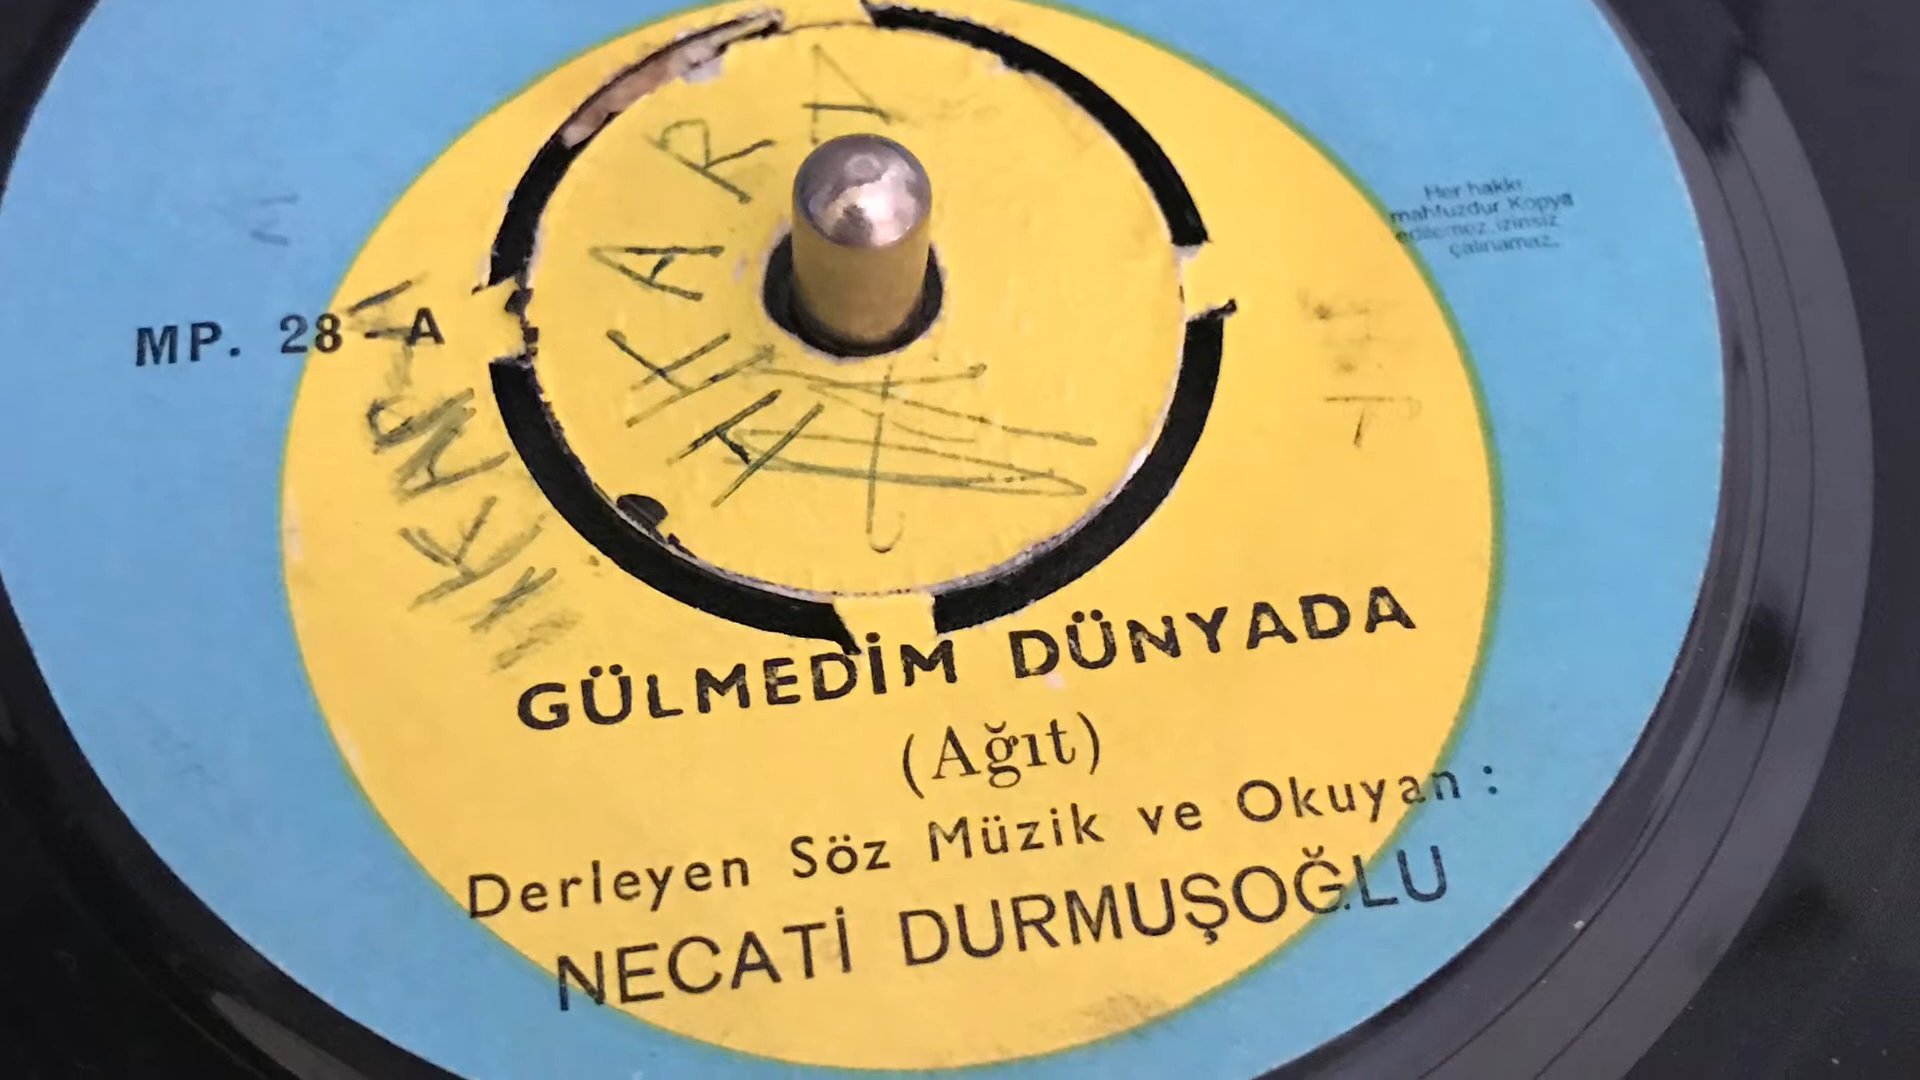 MP. 28 - A
Her hakkı
mahfuzdur Kopya
edilemez izinsiz
çalınamaz.
GÜLMEDİM DÜNYADA
(Ağıt)
Derleyen Söz Müzik ve Okuyan :
NECATİ DURMUŞOĞLU